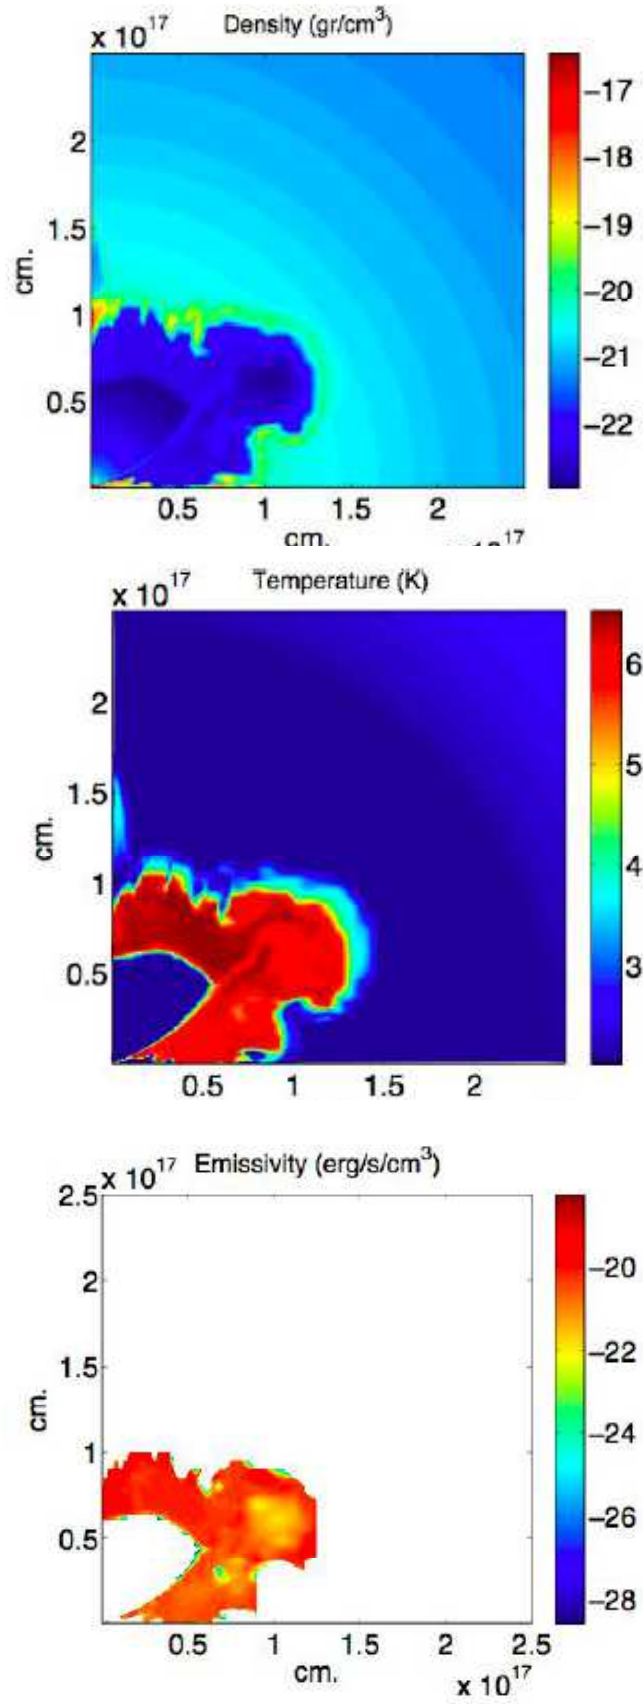 x 10^17 Density (gr/cm^3)
2
1.5
1
0.5
cm.
0.5 1 1.5 2
cm.
−17
−18
−19
−20
−21
−22
x 10^17 Temperature (K)
2
1.5
1
0.5
cm.
0.5 1 1.5 2
6
5
4
3
x 10^17 Emissivity (erg/s/cm^3)
2.5
2
1.5
1
0.5
cm.
0.5 1 1.5 2 2.5
cm. x 10^17
−20
−22
−24
−26
−28